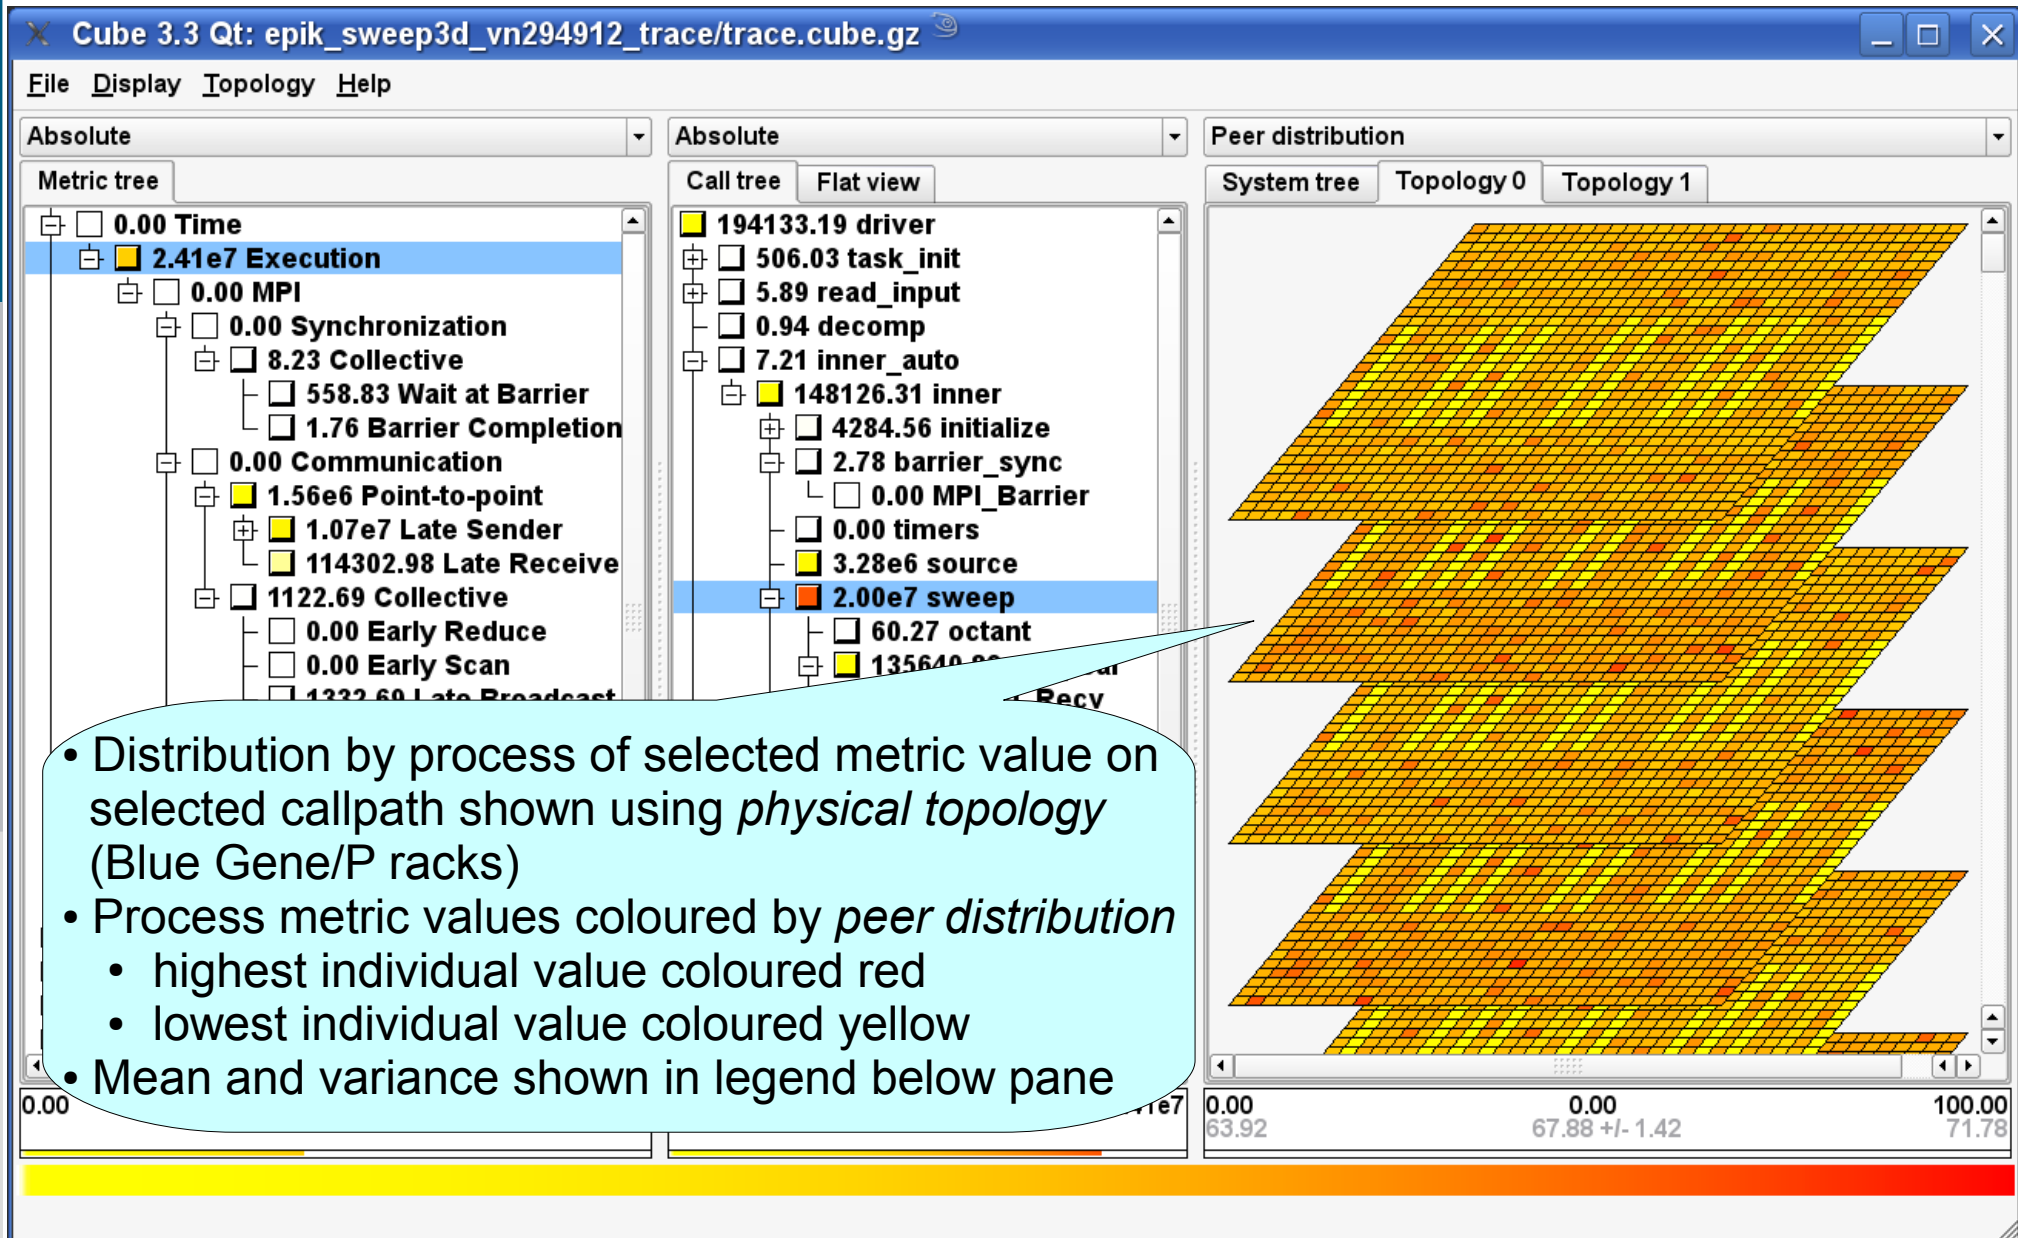 Cube 3.3 Qt: epik_sweep3d_vn294912_trace/trace.cube.gz
File Display Topology Help
Absolute
Metric tree
0.00 Time
2.41e7 Execution
0.00 MPI
0.00 Synchronization
8.23 Collective
558.83 Wait at Barrier
1.76 Barrier Completion
0.00 Communication
1.56e6 Point-to-point
1.07e7 Late Sender
114302.98 Late Receive
1122.69 Collective
0.00 Early Reduce
0.00 Early Scan
1332.69 Late Broadcast
0.00
Absolute
Call tree Flat view
194133.19 driver
506.03 task_init
5.89 read_input
0.94 decomp
7.21 inner_auto
148126.31 inner
4284.56 initialize
2.78 barrier_sync
0.00 MPI_Barrier
0.00 timers
3.28e6 source
2.00e7 sweep
60.27 octant
Recv
Peer distribution
System tree Topology 0 Topology 1
0.00 0.00 100.00
63.92 67.88 +/- 1.42 71.78
• Distribution by process of selected metric value on
selected callpath shown using physical topology
(Blue Gene/P racks)
• Process metric values coloured by peer distribution
• highest individual value coloured red
• lowest individual value coloured yellow
• Mean and variance shown in legend below pane